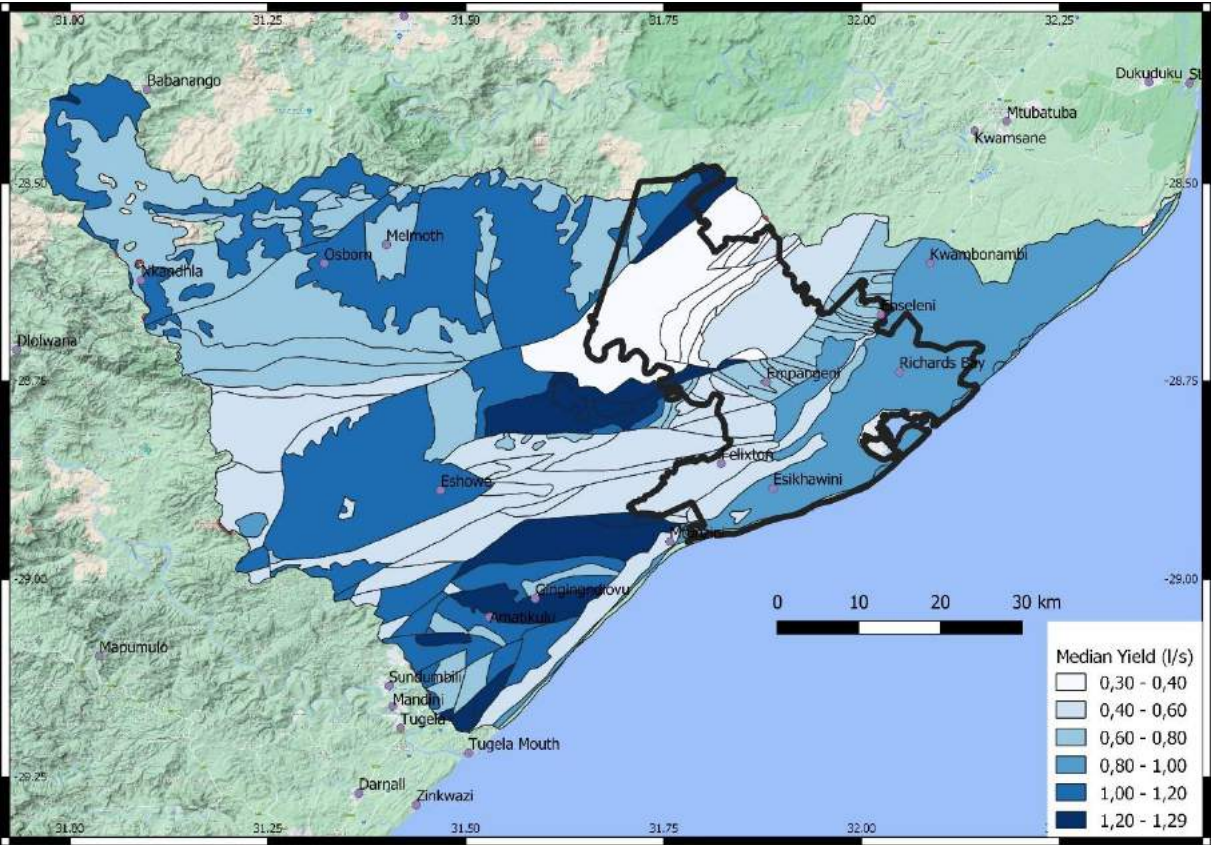 31.00 31.25 31.50 31.75 32.00 32.25
Babanango
Dukuduku St
Mtubatuba
Kwamsane
-28.50 -28.50
Melmoth
Osborn
Kwambonambi
Nkandhla
Enseleni
Dlolwana
Richards Bay
-28.75 Empangeni -28.75
Felixton
Eshowe
Esikhawini
-29.00 -29.00
Gingingndlovu
Amatikulu
0 10 20 30 km
Mapumulo
Median Yield (l/s)
Sundumbili
0,30 - 0,40
Mandini
0,40 - 0,60
Tugela
0,60 - 0,80
Tugela Mouth
0,80 - 1,00
-29.25
Darnall
1,00 - 1,20
Zinkwazi
1,20 - 1,29
31.00 31.25 31.50 31.75 32.00